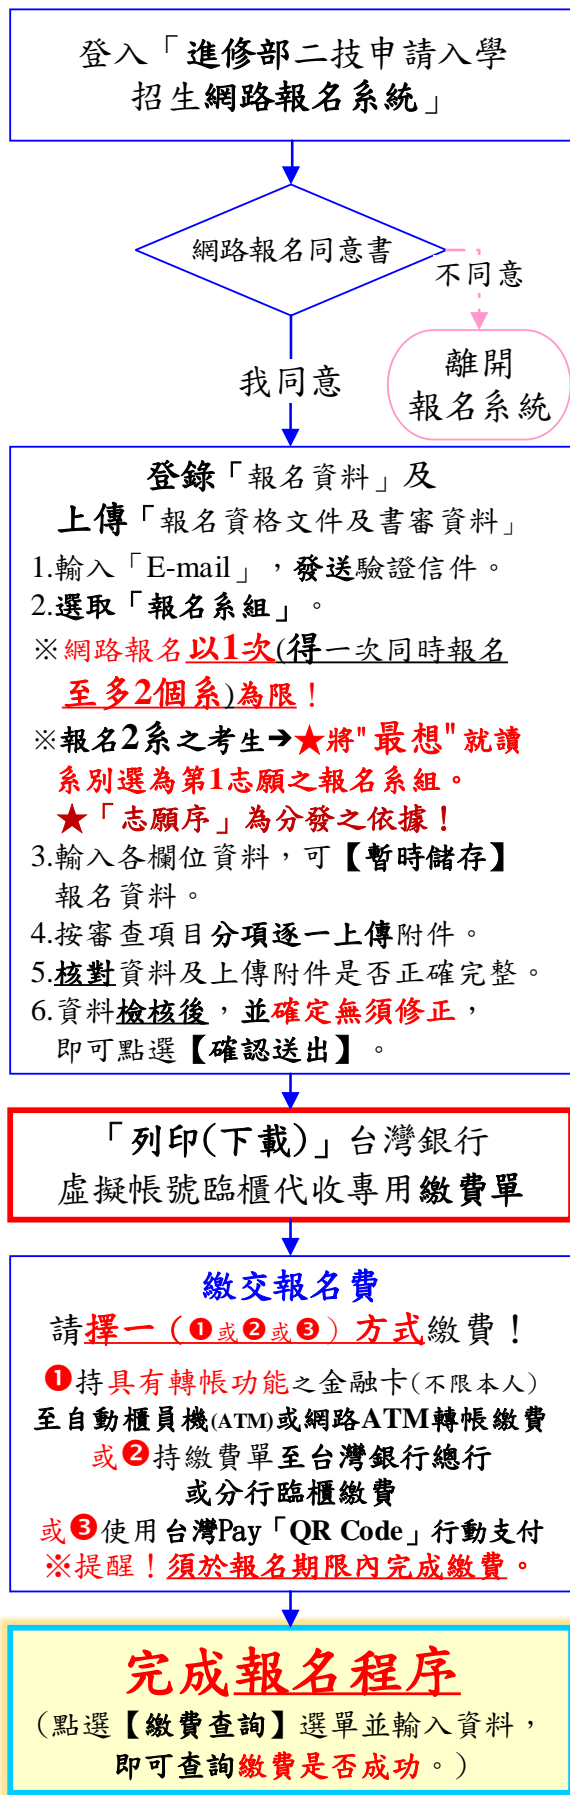 登入「進修部二技申請入學
招生網路報名系統」
網路報名同意書
不同意
我同意
離開
報名系統
登錄「報名資料」及
上傳「報名資格文件及書審資料」
1.輸入「E-mail」，發送驗證信件。
2.選取「報名系組」。
※網路報名以1次(得一次同時報名
至多2個系)為限！
※報名2系之考生➔★將"最想"就讀
系別選為第1志願之報名系組。
★「志願序」為分發之依據！
3.輸入各欄位資料，可【暫時儲存】
報名資料。
4.按審查項目分項逐一上傳附件。
5.核對資料及上傳附件是否正確完整。
6.資料檢核後，並確定無須修正，
即可點選【確認送出】。
「列印(下載)」台灣銀行
虛擬帳號臨櫃代收專用繳費單
繳交報名費
請擇一（❶或❷或❸）方式繳費！
❶持具有轉帳功能之金融卡(不限本人)
至自動櫃員機(ATM)或網路ATM轉帳繳費
或❷持繳費單至台灣銀行總行
或分行臨櫃繳費
或❸使用台灣Pay「QR Code」行動支付
※提醒！須於報名期限內完成繳費。
完成報名程序
（點選【繳費查詢】選單並輸入資料，
即可查詢繳費是否成功。）